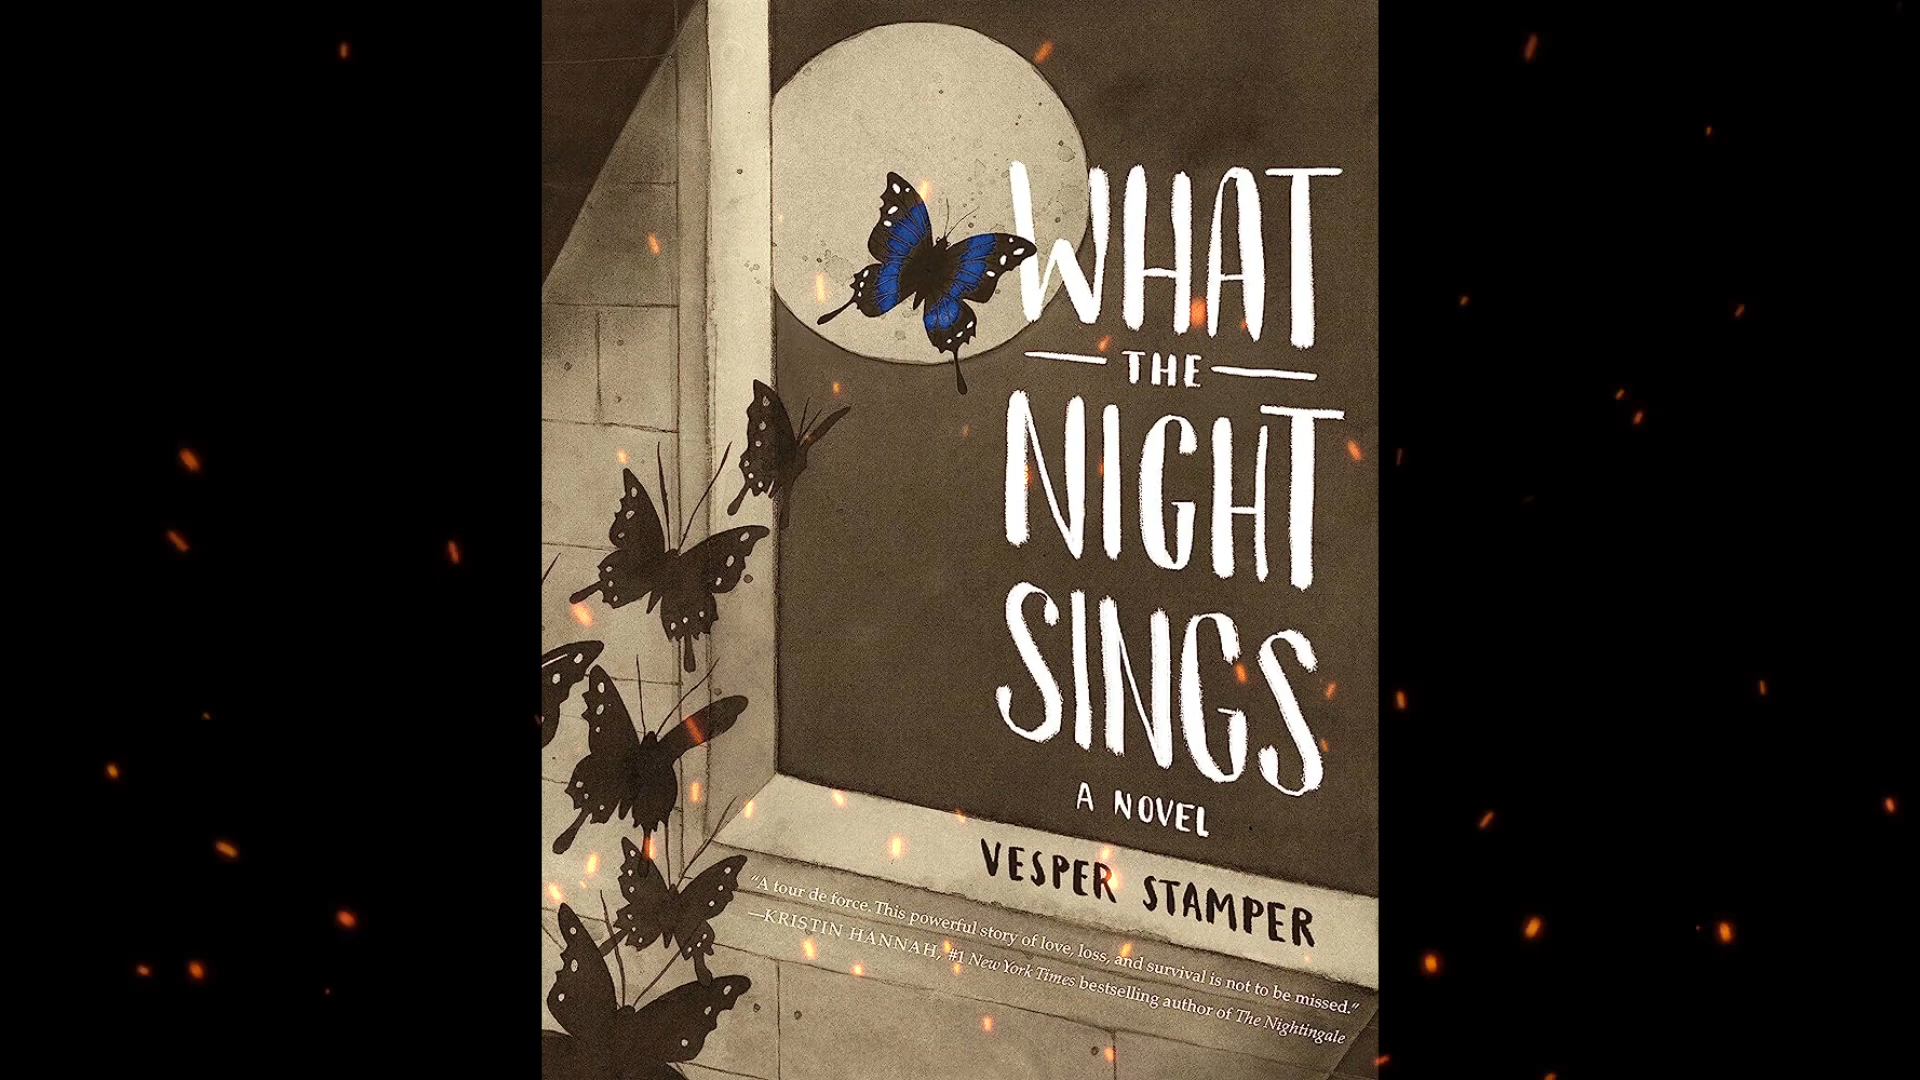 WHAT
THE
NIGHT
SINGS
A NOVEL
VESPER STAMPER
“A tour de force. This powerful story of love, loss, and survival is not to be missed.”
—KRISTIN HANNAH, #1 New York Times bestselling author of The Nightingale